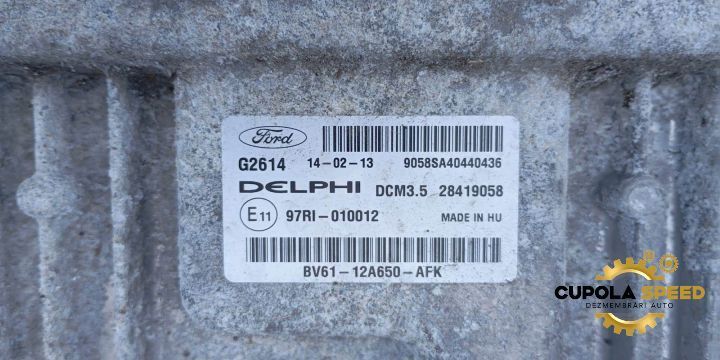 Ford
G2614 14-02-13 9058SA40440436
DELPHI DCM3.5 28419058
E11 97RI-010012 MADE IN HU
BV61-12A650-AFK
CUPOLA SPEED
DEZMEMBRĂRI AUTO